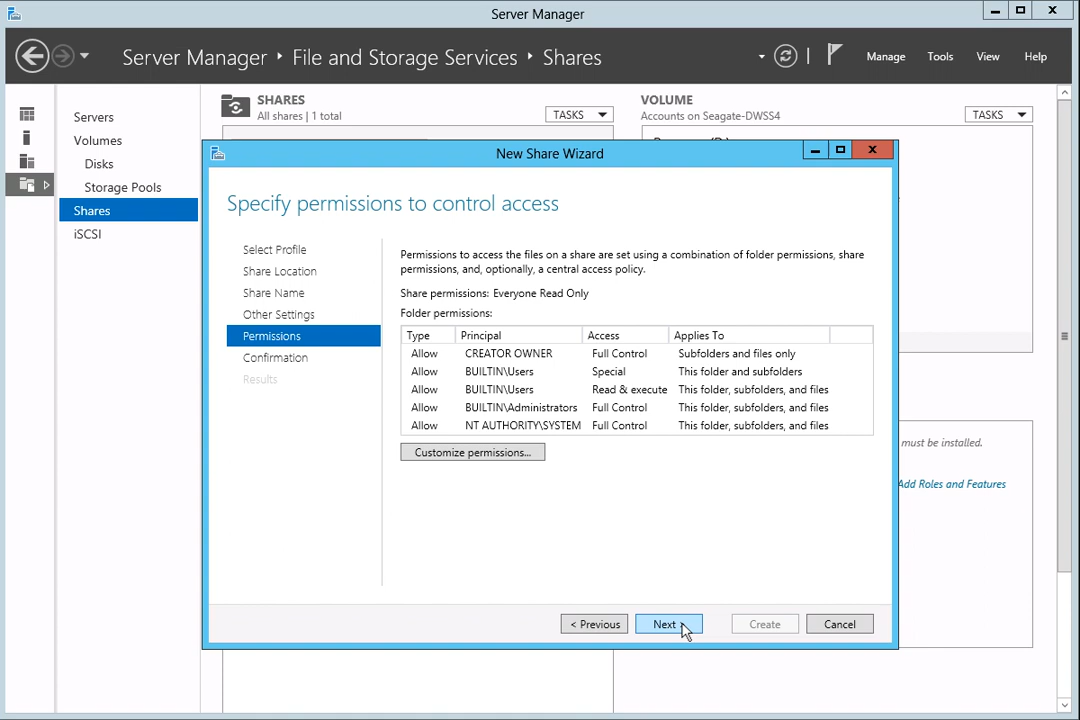 Server Manager
Server Manager ‣ File and Storage Services ‣ Shares
Manage Tools View Help
Servers
Volumes
Disks
Storage Pools
Shares
iSCSI
SHARES
All shares | 1 total
TASKS
VOLUME
Accounts on Seagate-DWSS4
TASKS
New Share Wizard
Specify permissions to control access
Select Profile
Share Location
Share Name
Other Settings
Permissions
Confirmation
Results
Permissions to access the files on a share are set using a combination of folder permissions, share
permissions, and, optionally, a central access policy.
Share permissions: Everyone Read Only
Folder permissions:
Type Principal Access Applies To
Allow CREATOR OWNER Full Control Subfolders and files only
Allow BUILTIN\Users Special This folder and subfolders
Allow BUILTIN\Users Read & execute This folder, subfolders, and files
Allow BUILTIN\Administrators Full Control This folder, subfolders, and files
Allow NT AUTHORITY\SYSTEM Full Control This folder, subfolders, and files
Customize permissions...
must be installed.
Add Roles and Features
< Previous Next > Create Cancel